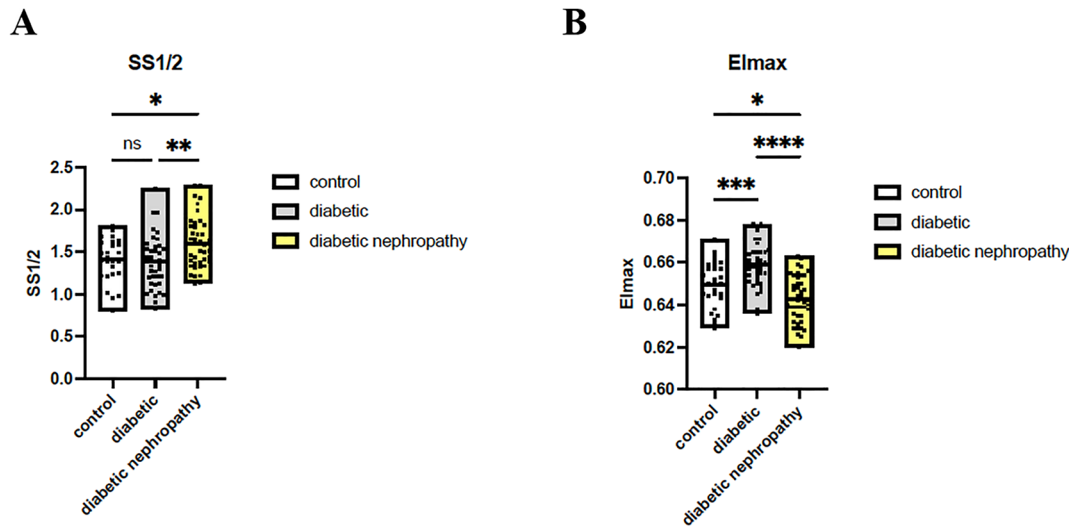 A
SS1/2
*
ns
**
SS1/2
2.5
2.0
1.5
1.0
0.5
0.0
control
diabetic
diabetic nephropathy
control
diabetic
diabetic nephropathy
B
EImax
*
****
***
EImax
0.70
0.68
0.66
0.64
0.62
0.60
control
diabetic
diabetic nephropathy
control
diabetic
diabetic nephropathy